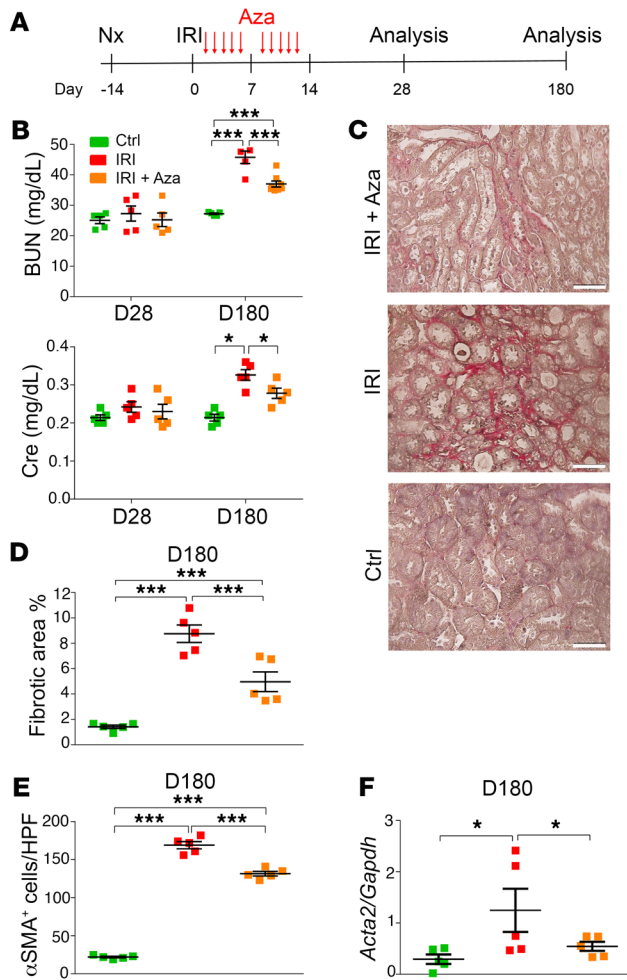 A
Aza
Nx IRI Analysis Analysis
Day -14 0 7 14 28 180
B
Ctrl
IRI
IRI + Aza
*** 
*** ***
BUN (mg/dL)
50
40
30
20
10
0
D28 D180
* *
Cre (mg/dL)
0.4
0.3
0.2
0.1
0.0
D28 D180
C
IRI + Aza
IRI
Ctrl
D
D180
***
*** ***
Fibrotic area %
12
10
8
6
4
2
0
E
D180
***
*** ***
αSMA⁺ cells/HPF
200
150
100
50
0
F
D180
* *
Acta2/Gapdh
3
2
1
0